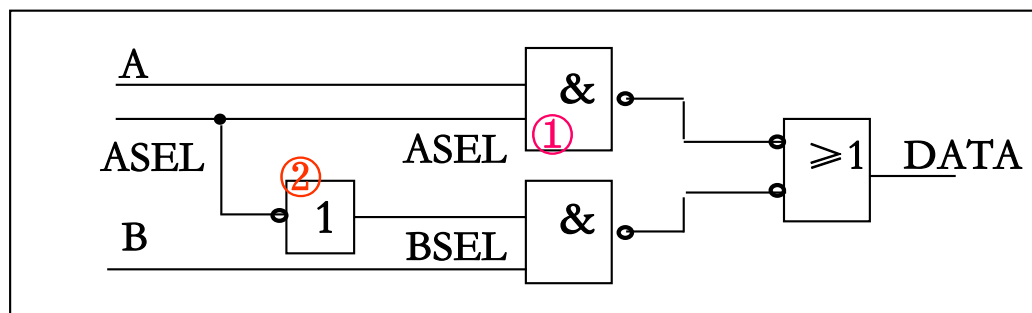 A
&
ASEL
ASEL
①
≥1
DATA
②
1
B
BSEL
&